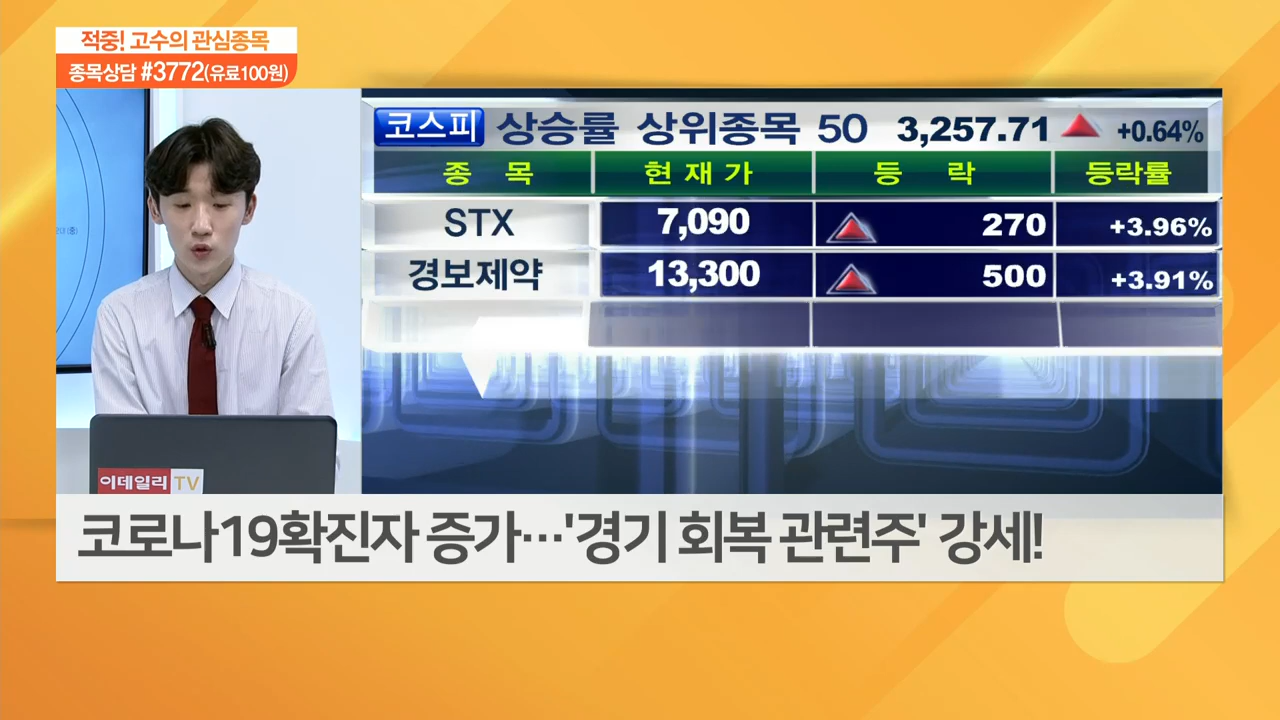 적중! 고수의 관심종목
종목상담 #3772(유료100원)
코스피 상승률 상위종목 50 3,257.71 +0.64%
종 목 현 재 가 등 락 등락률
STX 7,090 270 +3.96%
경보제약 13,300 500 +3.91%
이데일리 TV
코로나19확진자 증가…'경기 회복 관련주' 강세!